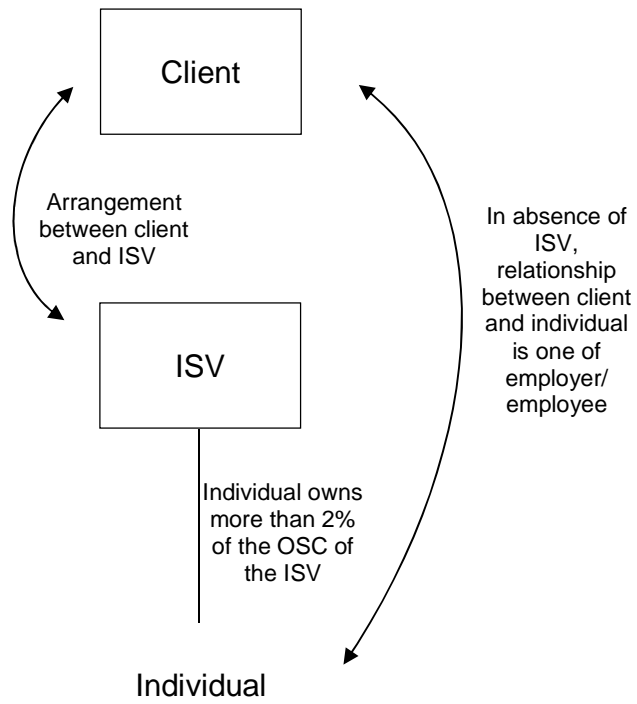 Client
Arrangement
between client
and ISV
In absence of
ISV,
relationship
between client
and individual
is one of
employer/
employee
ISV
Individual owns
more than 2%
of the OSC of
the ISV
Individual